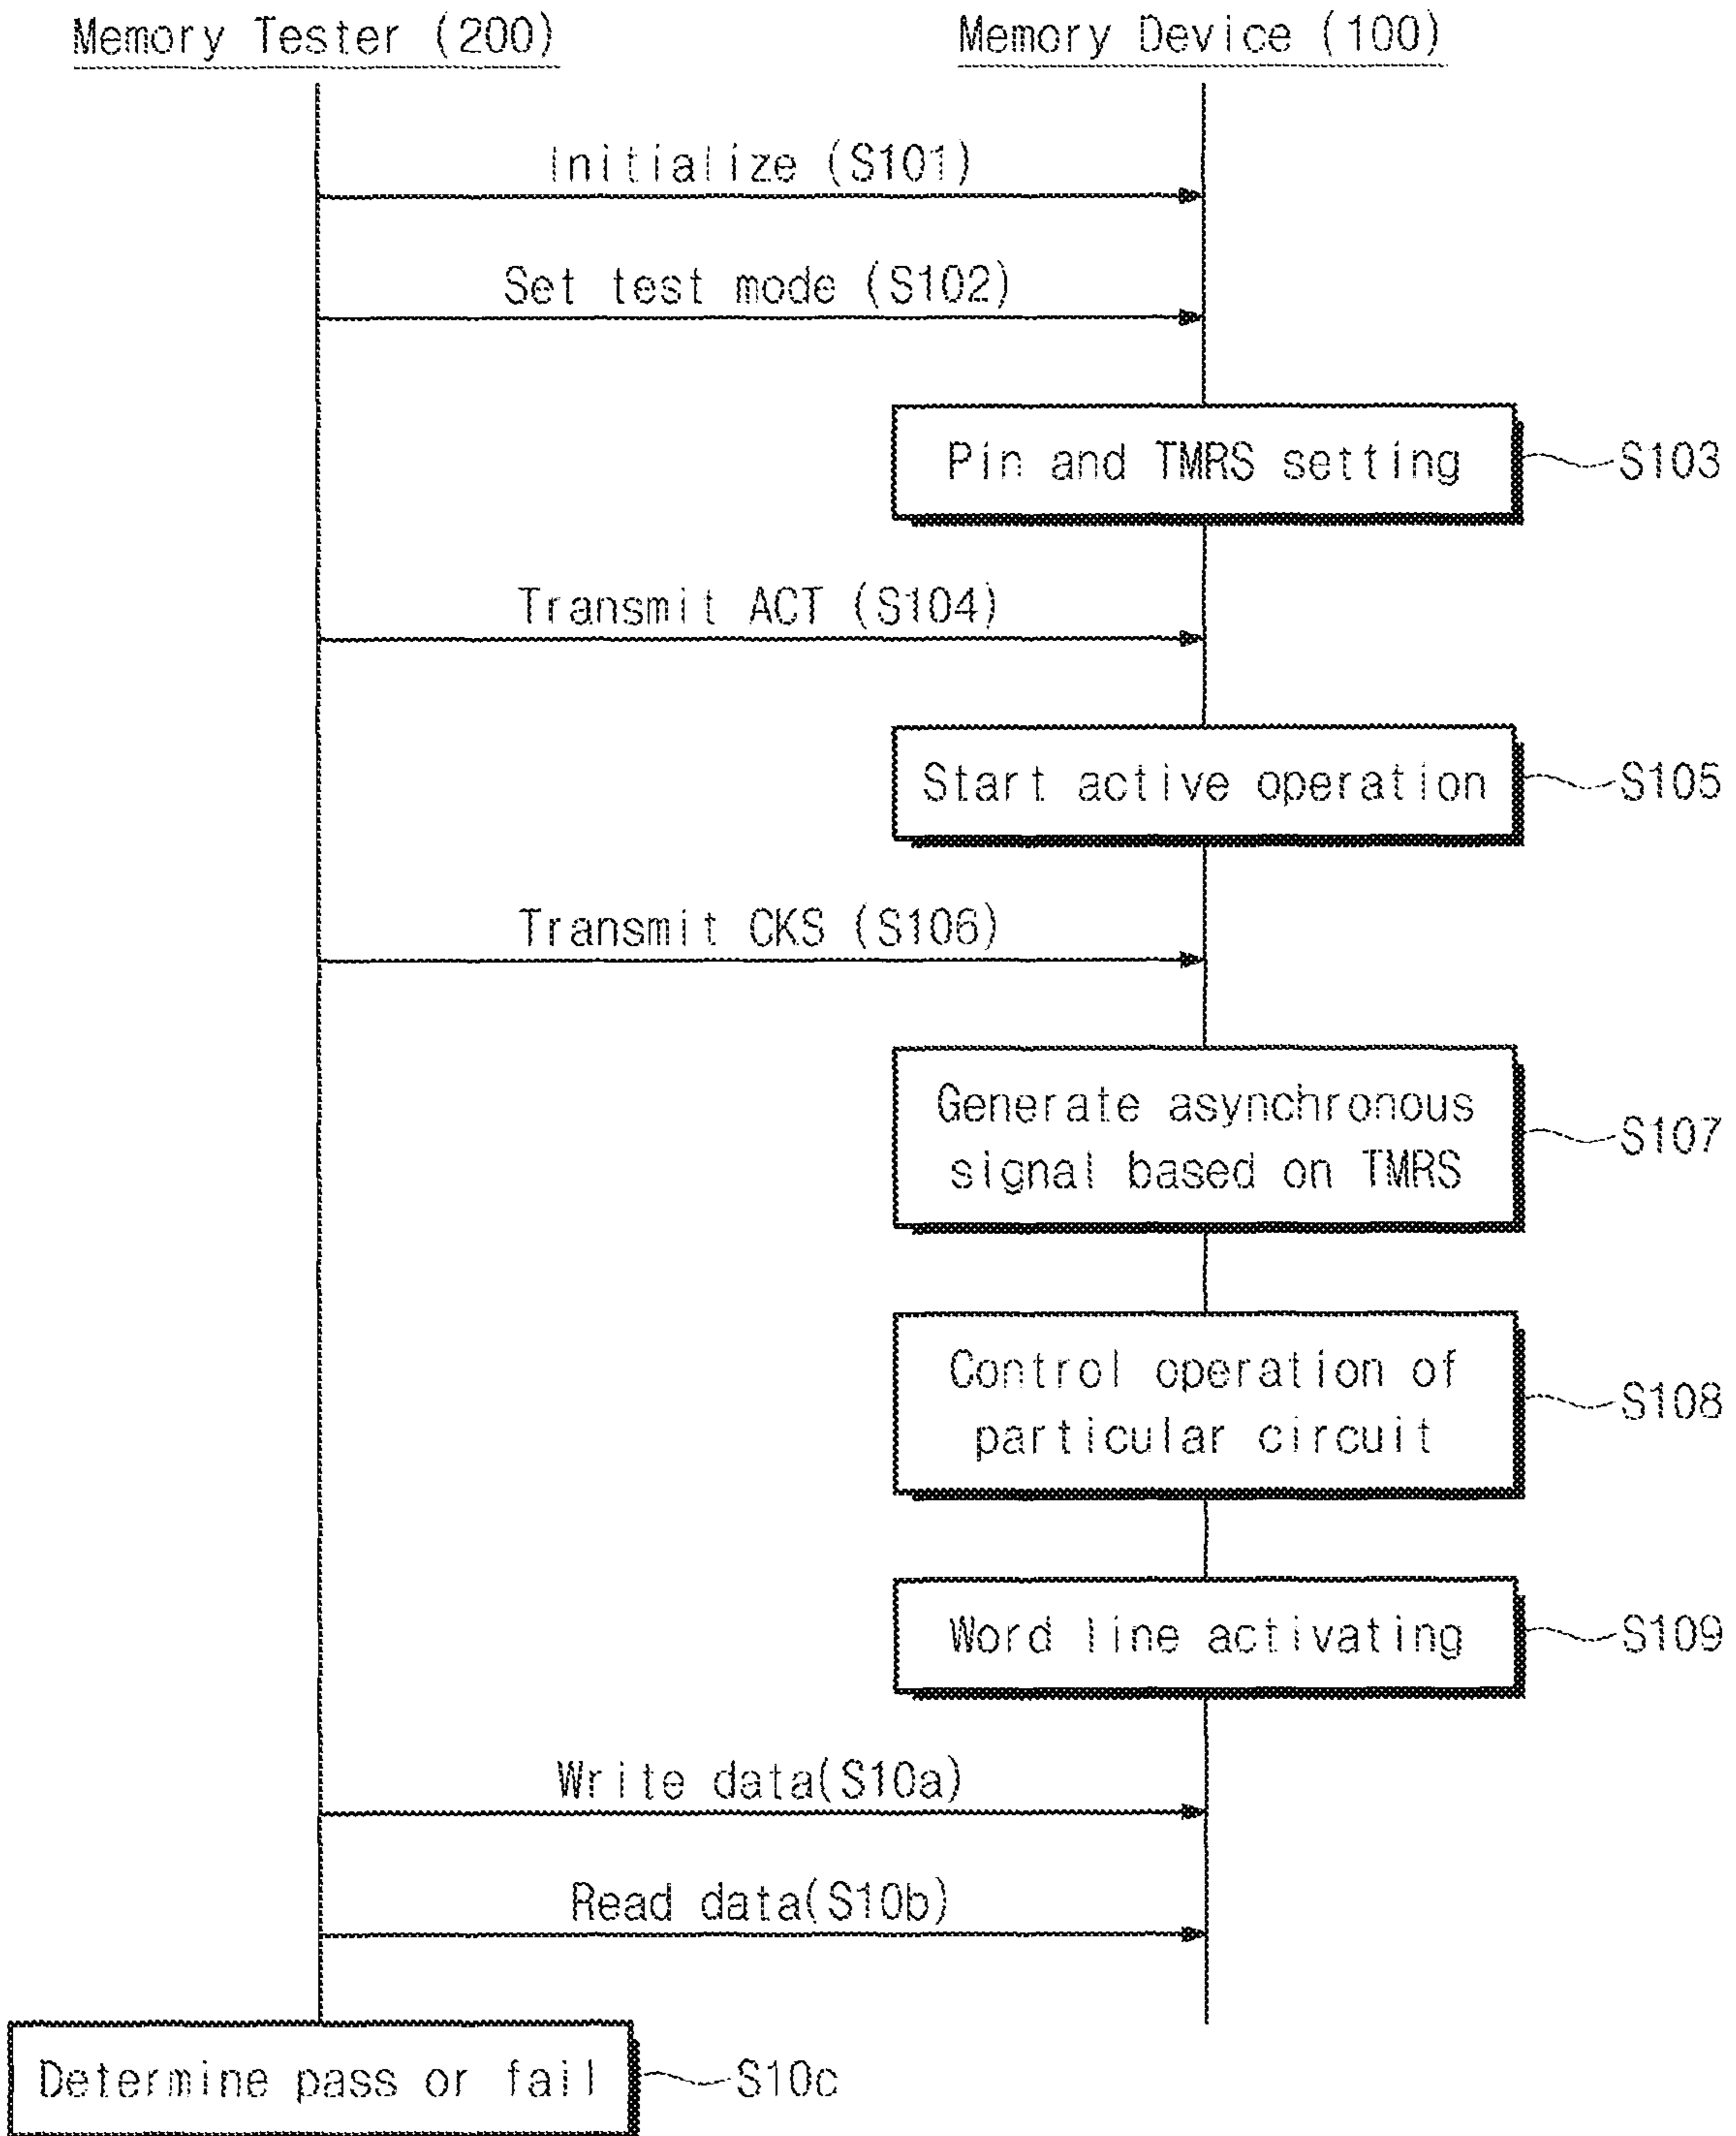 Memory Tester (200)
Memory Device (100)
Initialize (S101)
Set test mode (S102)
Pin and TMRS setting
S103
Transmit ACT (S104)
Start active operation
S105
Transmit CKS (S106)
Generate asynchronous
signal based on TMRS
S107
Control operation of
particular circuit
S108
Word line activating
S109
Write data(S10a)
Read data(S10b)
Determine pass or fail
S10c